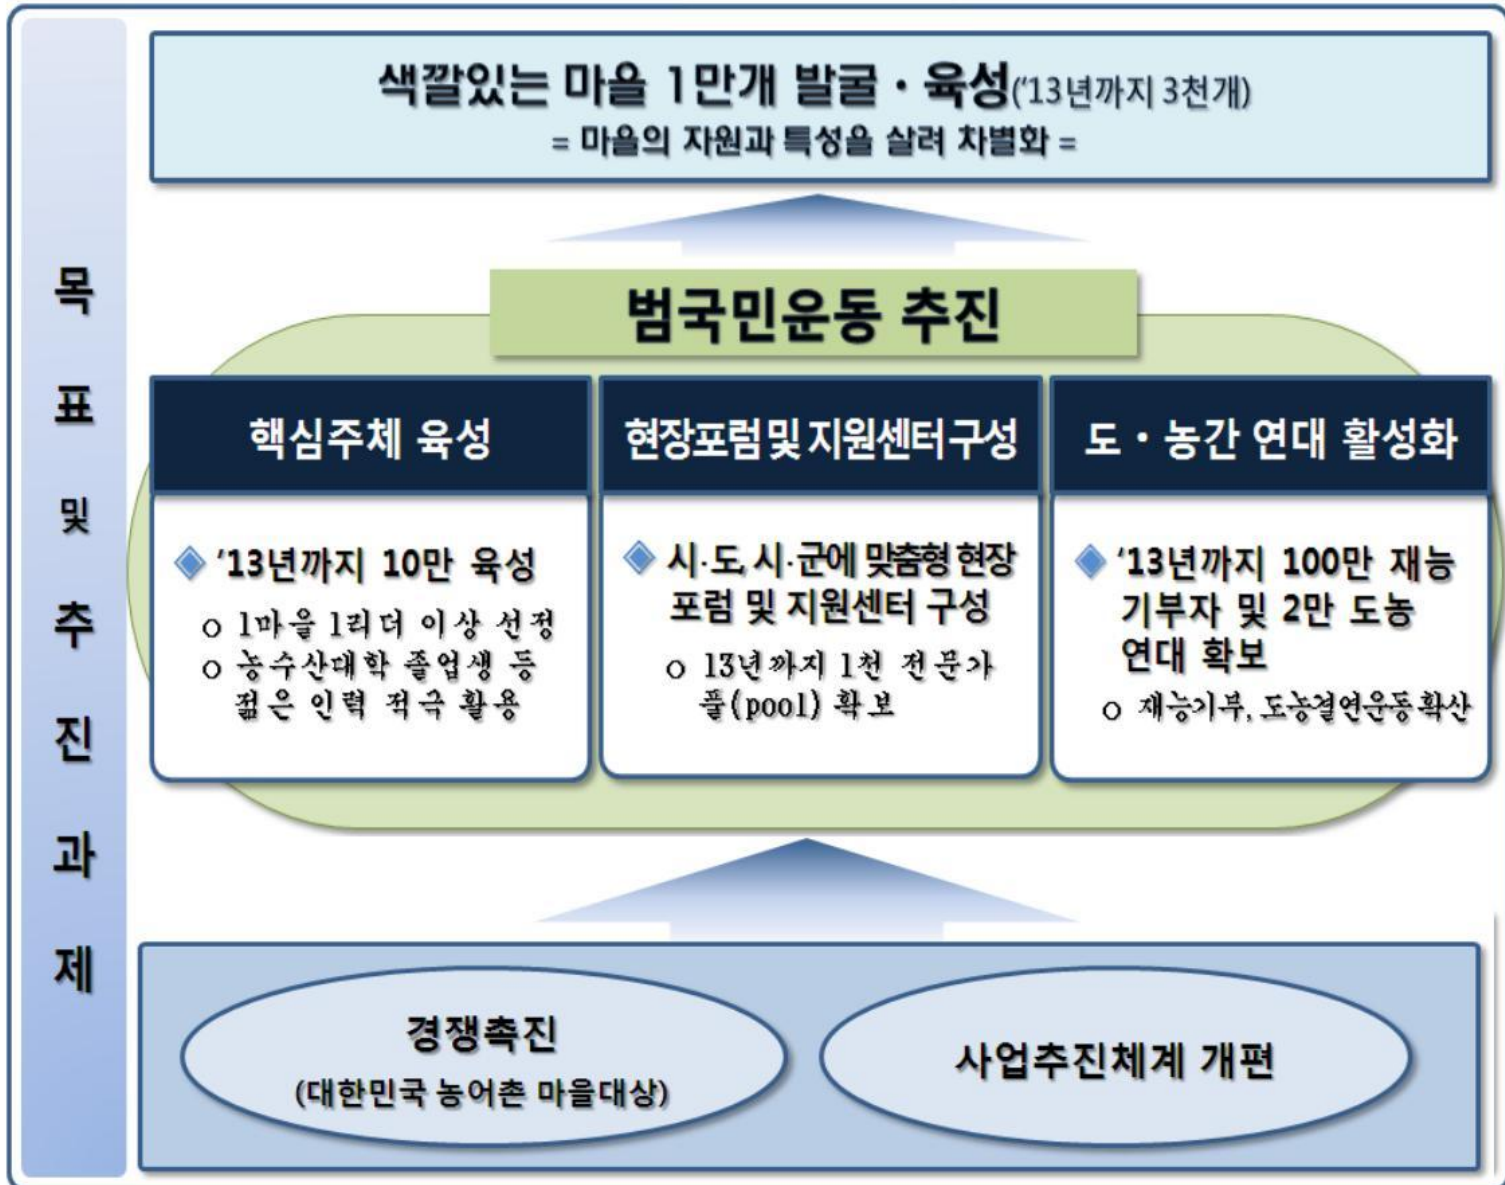 목표 및 추진과제
색깔있는 마을 1만개 발굴·육성('13년까지 3천개)
= 마을의 자원과 특성을 살려 차별화 =
범국민운동 추진
핵심주체 육성
'13년까지 10만 육성
o 1마을 1리더 이상 선정
o 농수산대학 졸업생 등
젊은 인력 적극 활용
현장포럼 및 지원센터 구성
시·도, 시·군에 맞춤형 현장
포럼 및 지원센터 구성
o 13년까지 1천 전문가
풀(pool) 확보
도·농간 연대 활성화
'13년까지 100만 재능
기부자 및 2만 도농
연대 확보
o 재능기부, 도농결연운동확산
경쟁촉진
(대한민국 농어촌 마을대상)
사업추진체계 개편